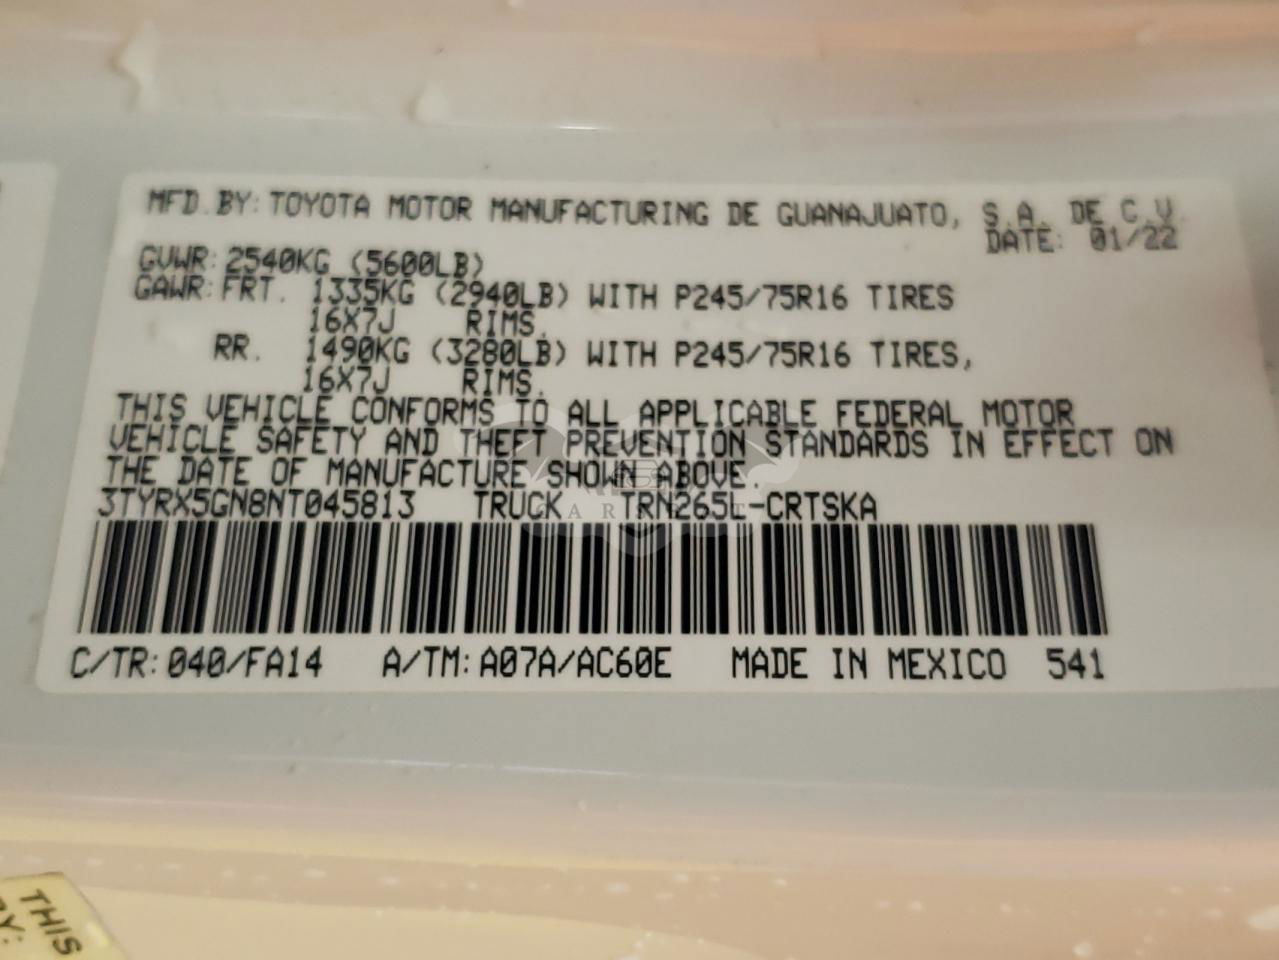 MFD. BY: TOYOTA MOTOR MANUFACTURING DE GUANAJUATO, S.A. DE C.V.
DATE: 01/22
GVWR: 2540KG (5600LB)
GAWR: FRT. 1335KG (2940LB) WITH P245/75R16 TIRES
16X7J RIMS.
RR. 1490KG (3280LB) WITH P245/75R16 TIRES,
16X7J RIMS.
THIS VEHICLE CONFORMS TO ALL APPLICABLE FEDERAL MOTOR
VEHICLE SAFETY AND THEFT PREVENTION STANDARDS IN EFFECT ON
THE DATE OF MANUFACTURE SHOWN ABOVE.
3TYRX5GN8NT045813 TRUCK TRN265L-CRTSKA
C/TR: 040/FA14 A/TM: A07A/AC60E MADE IN MEXICO 541
THIS